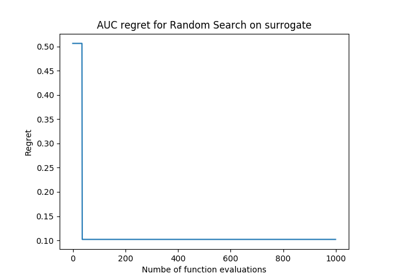 AUC regret for Random Search on surrogate
Regret
0.50
0.45
0.40
0.35
0.30
0.25
0.20
0.15
0.10
0 200 400 600 800 1000
Numbe of function evaluations